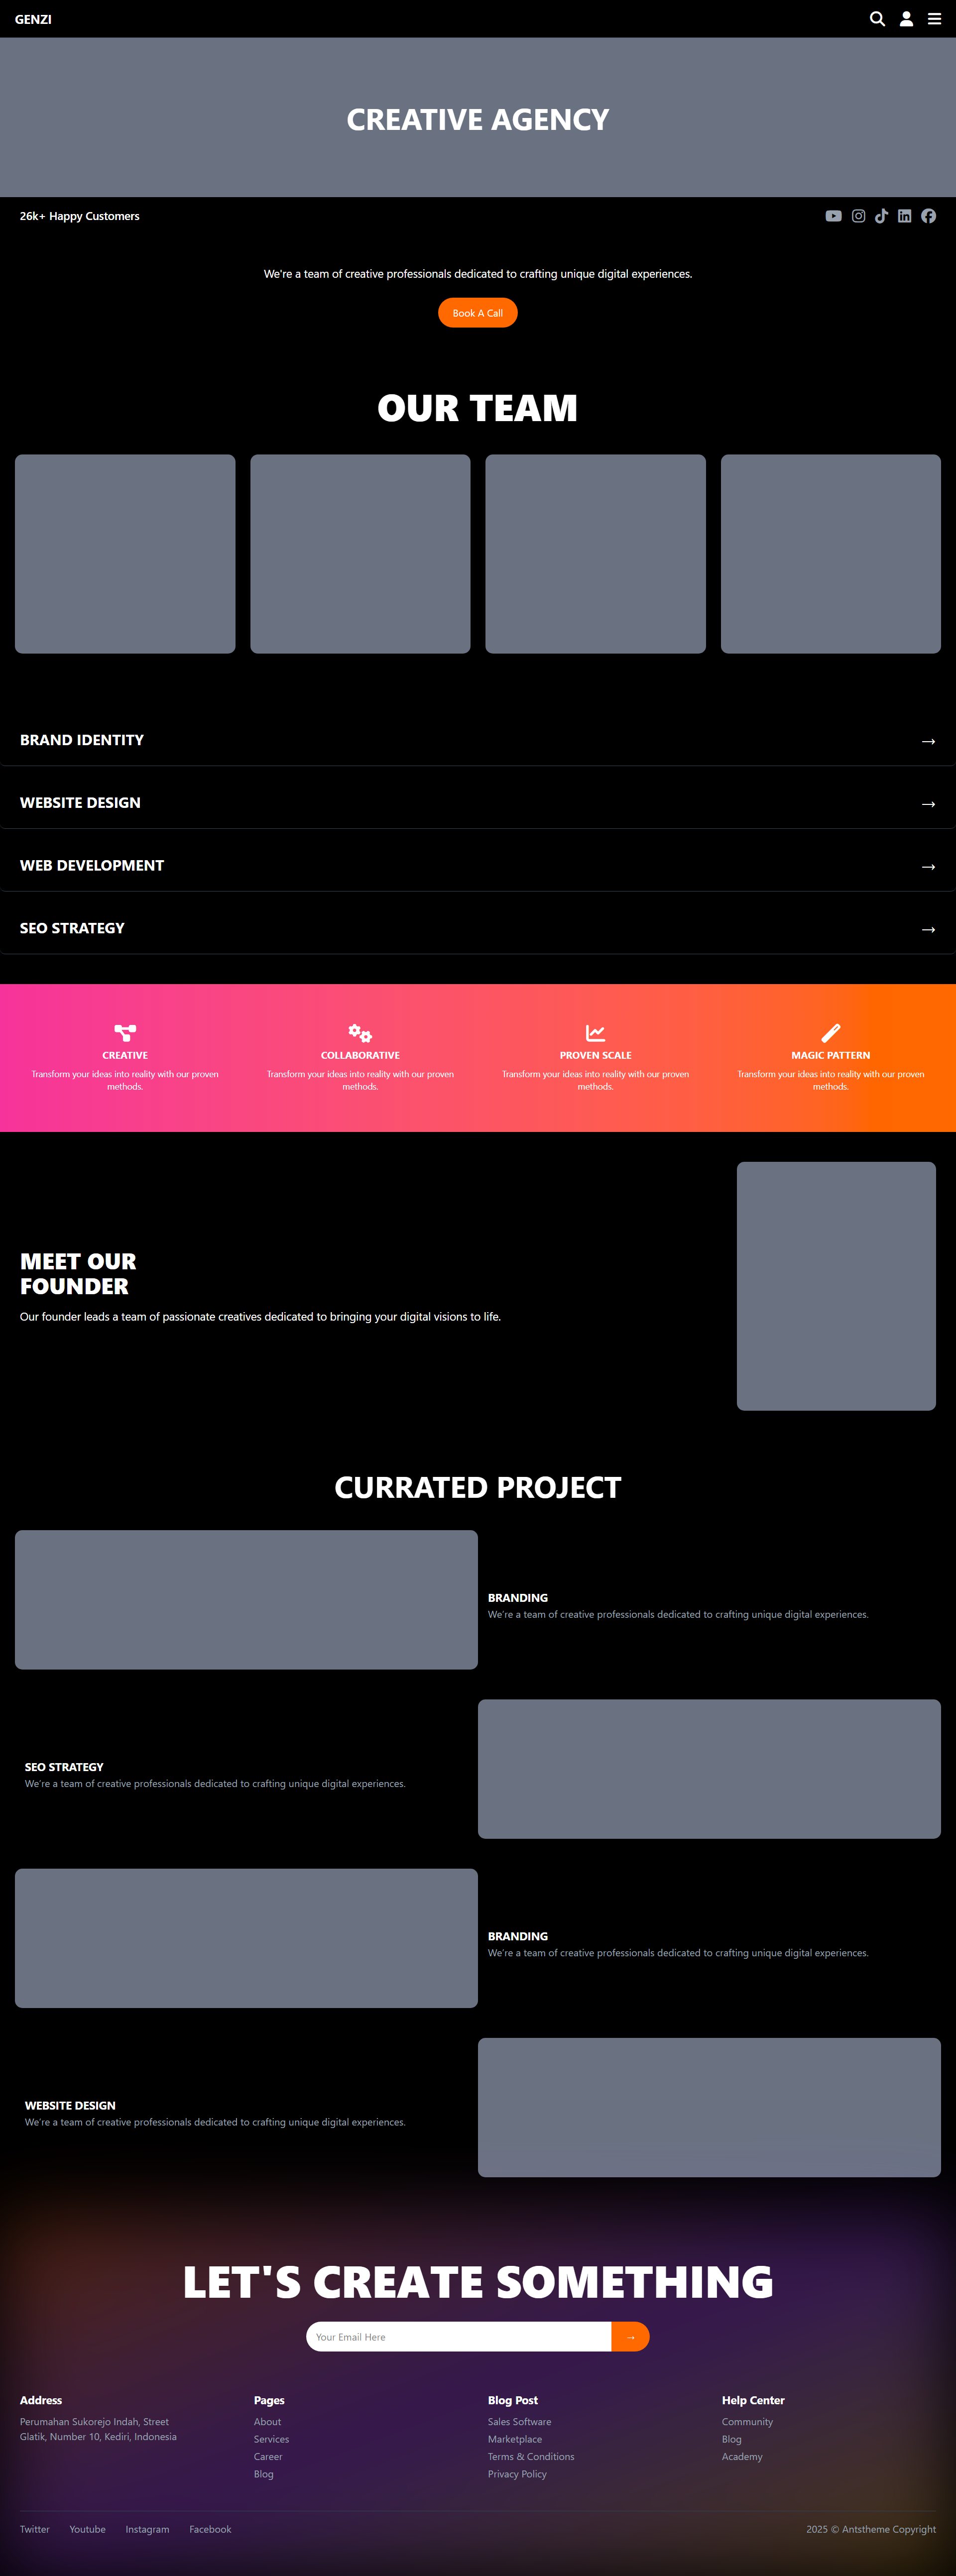 GENZI
CREATIVE AGENCY
26k+ Happy Customers
We're a team of creative professionals dedicated to crafting unique digital experiences.
Book A Call
OUR TEAM
BRAND IDENTITY →
WEBSITE DESIGN →
WEB DEVELOPMENT →
SEO STRATEGY →
CREATIVE
Transform your ideas into reality with our proven
methods.
COLLABORATIVE
Transform your ideas into reality with our proven
methods.
PROVEN SCALE
Transform your ideas into reality with our proven
methods.
MAGIC PATTERN
Transform your ideas into reality with our proven
methods.
MEET OUR
FOUNDER
Our founder leads a team of passionate creatives dedicated to bringing your digital visions to life.
CURRATED PROJECT
BRANDING
We're a team of creative professionals dedicated to crafting unique digital experiences.
SEO STRATEGY
We're a team of creative professionals dedicated to crafting unique digital experiences.
BRANDING
We're a team of creative professionals dedicated to crafting unique digital experiences.
WEBSITE DESIGN
We're a team of creative professionals dedicated to crafting unique digital experiences.
LET'S CREATE SOMETHING
Your Email Here →
Address
Perumahan Sukorejo Indah, Street
Glatik, Number 10, Kediri, Indonesia
Pages
About
Services
Career
Blog
Blog Post
Sales Software
Marketplace
Terms & Conditions
Privacy Policy
Help Center
Community
Blog
Academy
Twitter Youtube Instagram Facebook
2025 © Antstheme Copyright